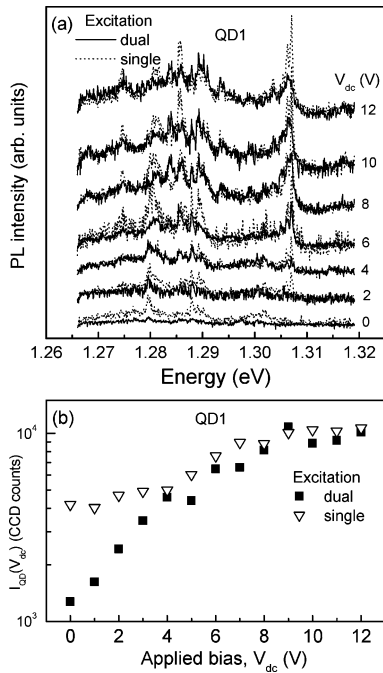 (a) Excitation
dual
single
QD1
V_dc (V)
12
10
8
6
4
2
0
PL intensity (arb. units)
1.26 1.27 1.28 1.29 1.30 1.31 1.32
Energy (eV)
(b) QD1
10^4
10^3
I_QD(V_dc) (CCD counts)
Excitation
dual
single
0 2 4 6 8 10 12
Applied bias, V_dc (V)